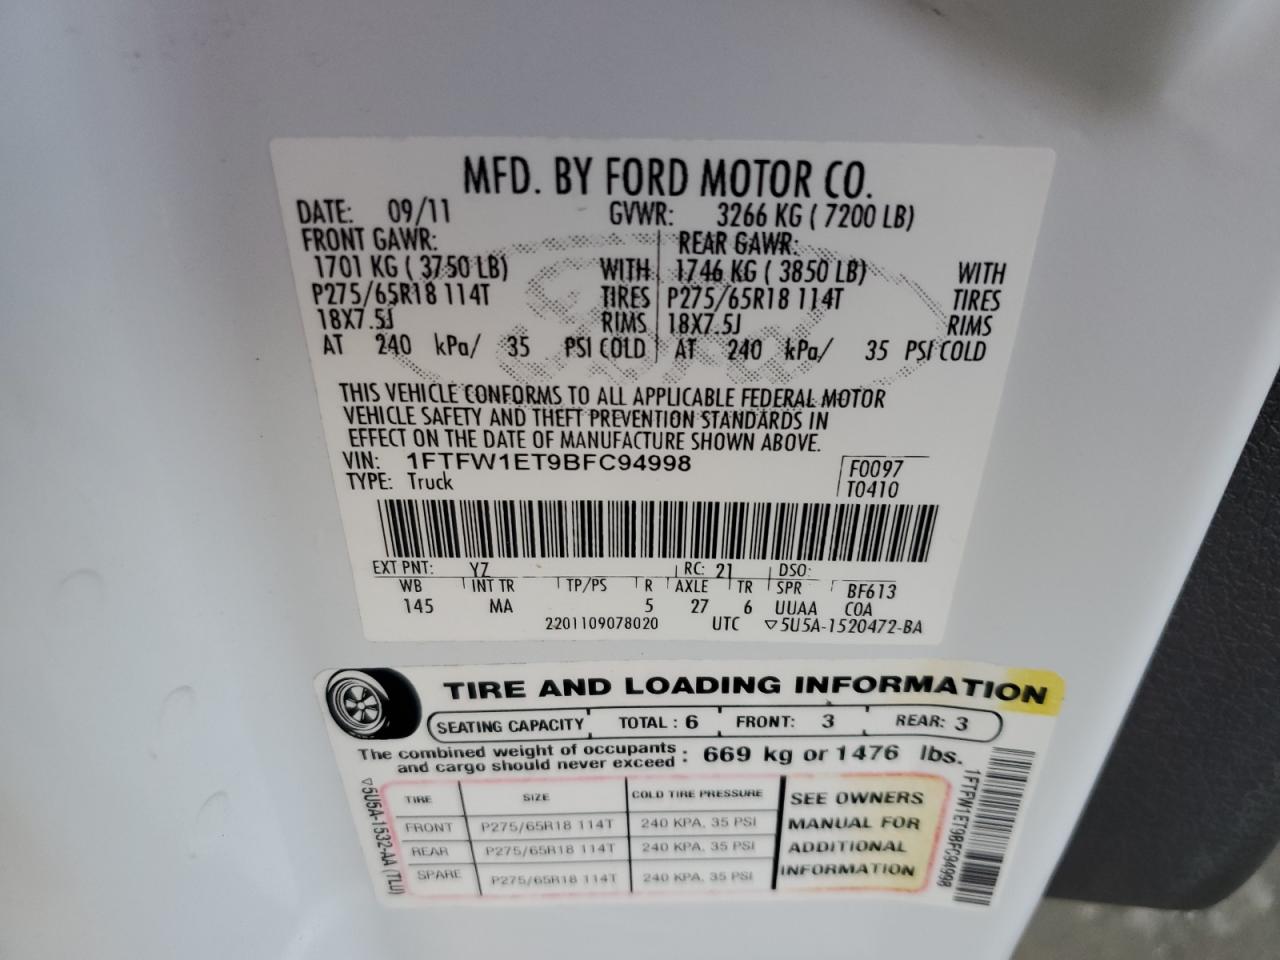 MFD. BY FORD MOTOR CO.
DATE: 09/11 GVWR: 3266 KG ( 7200 LB)
FRONT GAWR: REAR GAWR:
1701 KG ( 3750 LB) WITH 1746 KG ( 3850 LB) WITH
P275/65R18 114T TIRES P275/65R18 114T TIRES
18X7.5J RIMS 18X7.5J RIMS
AT 240 kPa/ 35 PSI COLD AT 240 kPa/ 35 PSI COLD
THIS VEHICLE CONFORMS TO ALL APPLICABLE FEDERAL MOTOR
VEHICLE SAFETY AND THEFT PREVENTION STANDARDS IN
EFFECT ON THE DATE OF MANUFACTURE SHOWN ABOVE.
VIN: 1FTFW1ET9BFC94998 F0097
TYPE: Truck T0410
EXT PNT: YZ RC: 21 DSO:
WB INT TR TP/PS R AXLE TR SPR BF613
145 MA 5 27 6 UUAA COA
2201109078020 UTC ▽5U5A-1520472-BA
TIRE AND LOADING INFORMATION
SEATING CAPACITY TOTAL : 6 FRONT: 3 REAR: 3
The combined weight of occupants
and cargo should never exceed : 669 kg or 1476 lbs.
TIRE SIZE COLD TIRE PRESSURE SEE OWNERS
FRONT P275/65R18 114T 240 KPA, 35 PSI MANUAL FOR
REAR P275/65R18 114T 240 KPA, 35 PSI ADDITIONAL
SPARE P275/65R18 114T 240 KPA, 35 PSI INFORMATION
▽5U5A-1532-AA (TLU)
1FTFW1ET9BFC94998